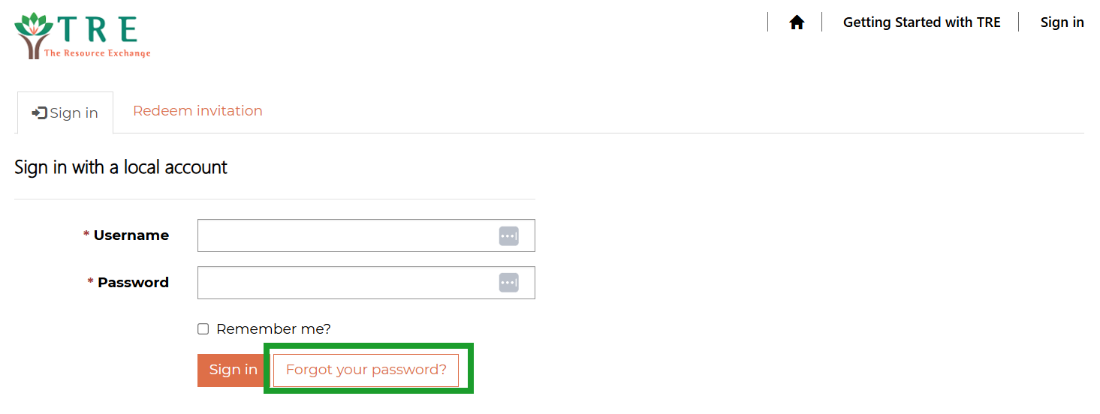 TRE
The Resource Exchange
Getting Started with TRE
Sign in
Sign in
Redeem invitation
Sign in with a local account
* Username
* Password
Remember me?
Sign in
Forgot your password?